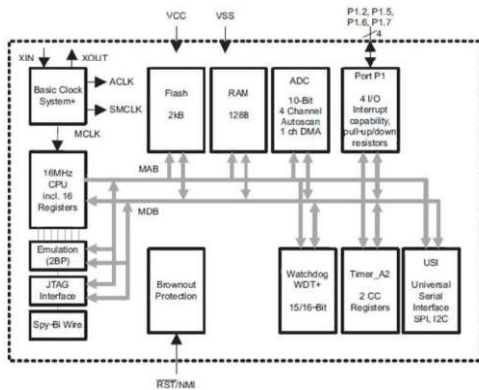 VCC
VSS
P1.2, P1.5,
P1.6, P1.7
4
XIN
XOUT
Basic Clock
System+
ACLK
SMCLK
MCLK
Flash
2kB
RAM
128B
ADC
10-Bit
4 Channel
Autoscan
1 ch DMA
Port P1
4 I/O
Interrupt
capability,
pull-up/down
resistors
16MHz
CPU
incl. 16
Registers
MAB
MDB
Emulation
(2BP)
JTAG
Interface
Spy-Bi Wire
Brownout
Protection
Watchdog
WDT+
15/16-Bit
Timer_A2
2 CC
Registers
USI
Universal
Serial
Interface
SPI, I2C
RST/NMI